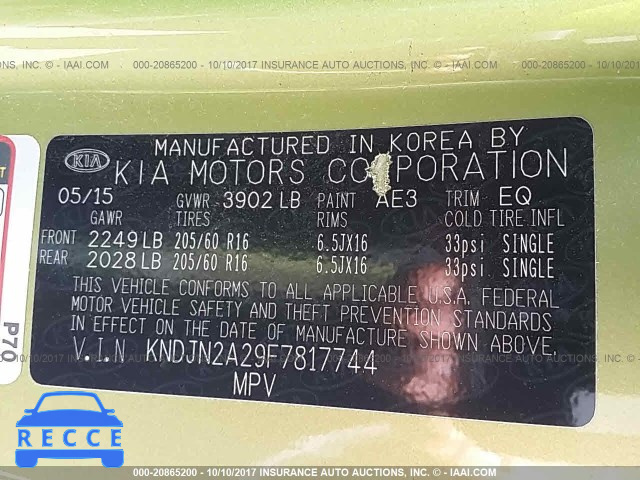 000-20865200 - 10/10/2017 INSURANCE AUTO AUCTIONS, INC. - ©IAAI.COM
KIA
MANUFACTURED IN KOREA BY
KIA MOTORS CO PORATION
05/15 GVWR 3902 LB PAINT AE3 TRIM EQ
GAWR TIRES RIMS COLD TIRE INFL
FRONT 2249 LB 205/60 R16 6.5JX16 33psi SINGLE
REAR 2028 LB 205/60 R16 6.5JX16 33psi SINGLE
THIS VEHICLE CONFORMS TO ALL APPLICABLE U.S.A. FEDERAL
MOTOR VEHICLE SAFETY AND THEFT PREVENTION STANDARDS
IN EFFECT ON THE DATE OF MANUFACTURE SHOWN ABOVE.
V.I.N KNDJN2A29F7817744
MPV
P70
RECCE
000-20865200 - 10/10/2017 INSURANCE AUTO AUCTIONS, INC. - ©IAAI.COM